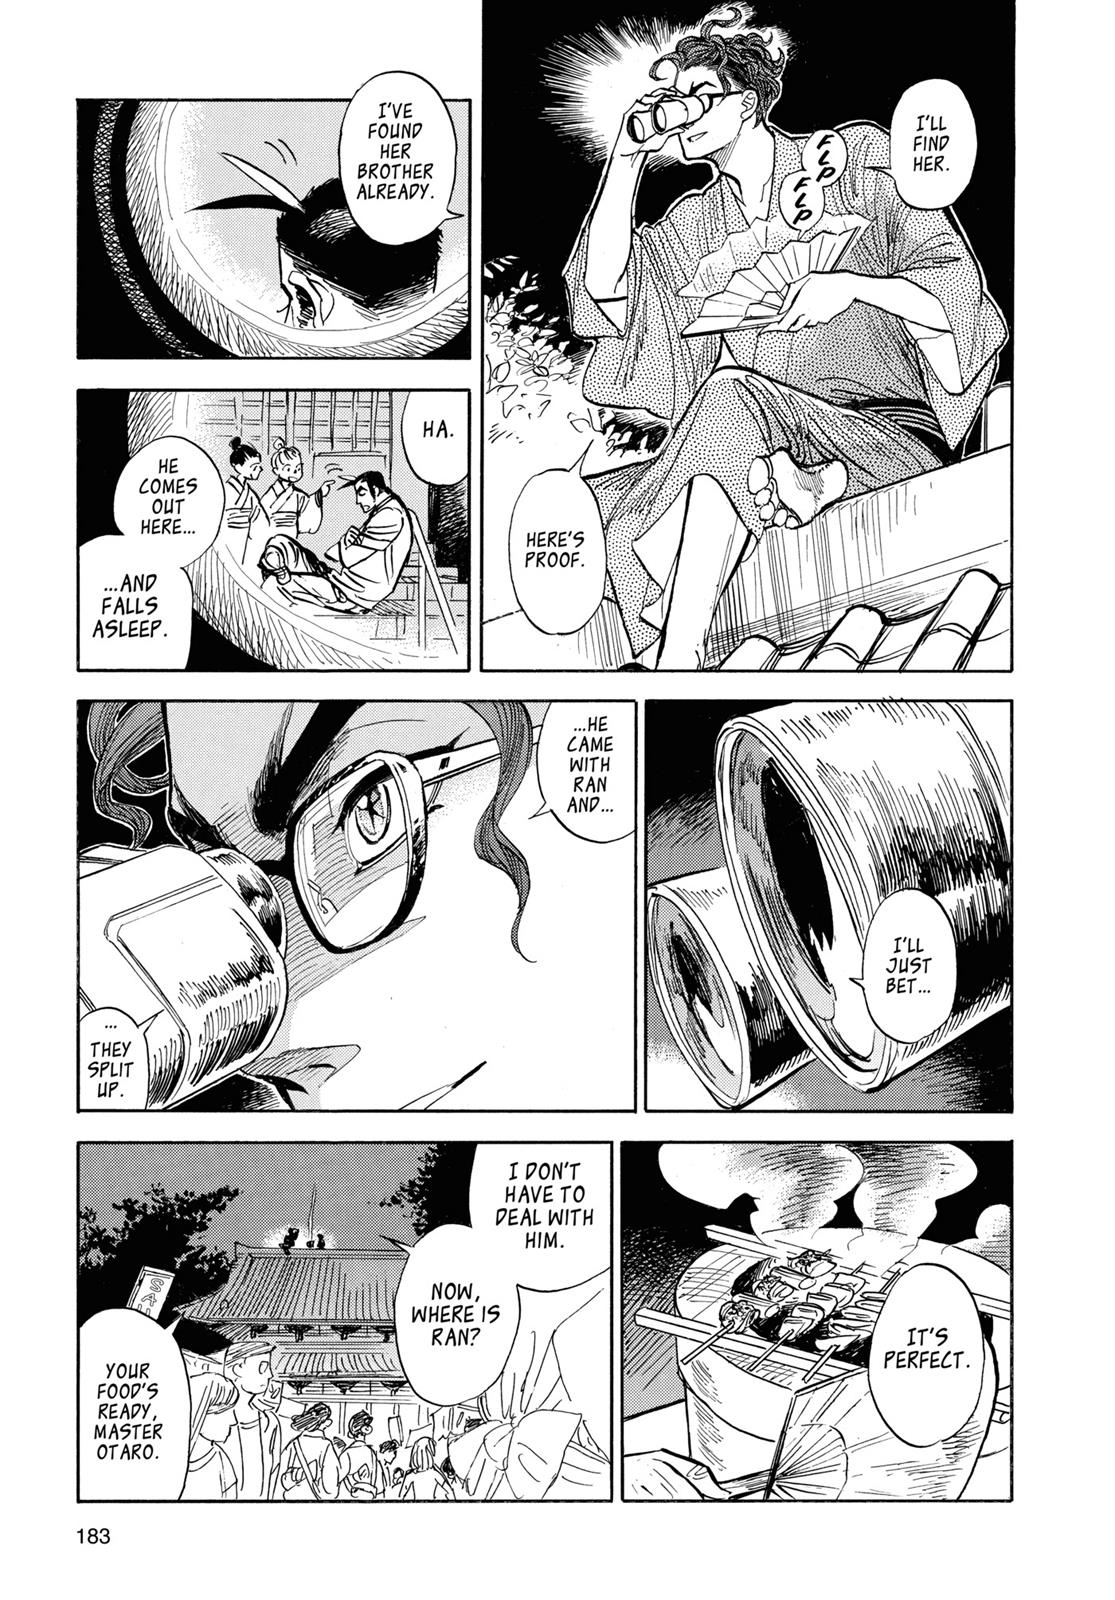 I'LL
FIND
HER.
FLP
FLP
HERE'S
PROOF.
I'VE
FOUND
HER
BROTHER
ALREADY.
HA.
HE
COMES
OUT
HERE...
...AND
FALLS
ASLEEP.
I'LL
JUST
BET...
...HE
CAME
WITH
RAN
AND...
...
THEY
SPLIT
UP.
IT'S
PERFECT.
I DON'T
HAVE TO
DEAL WITH
HIM.
NOW,
WHERE IS
RAN?
YOUR
FOOD'S
READY,
MASTER
OTARO.
183